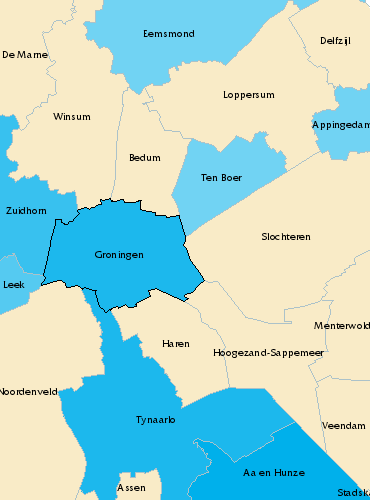 Eemsmond
Delfzijl
De Marne
Loppersum
Winsum
Appingedam
Bedum
Ten Boer
Zuidhorn
Slochteren
Groningen
Leek
Menterwold
Haren
Hoogezand-Sappemeer
Noordenveld
Tynaarlo
Veendam
Aa en Hunze
Assen
Stadska